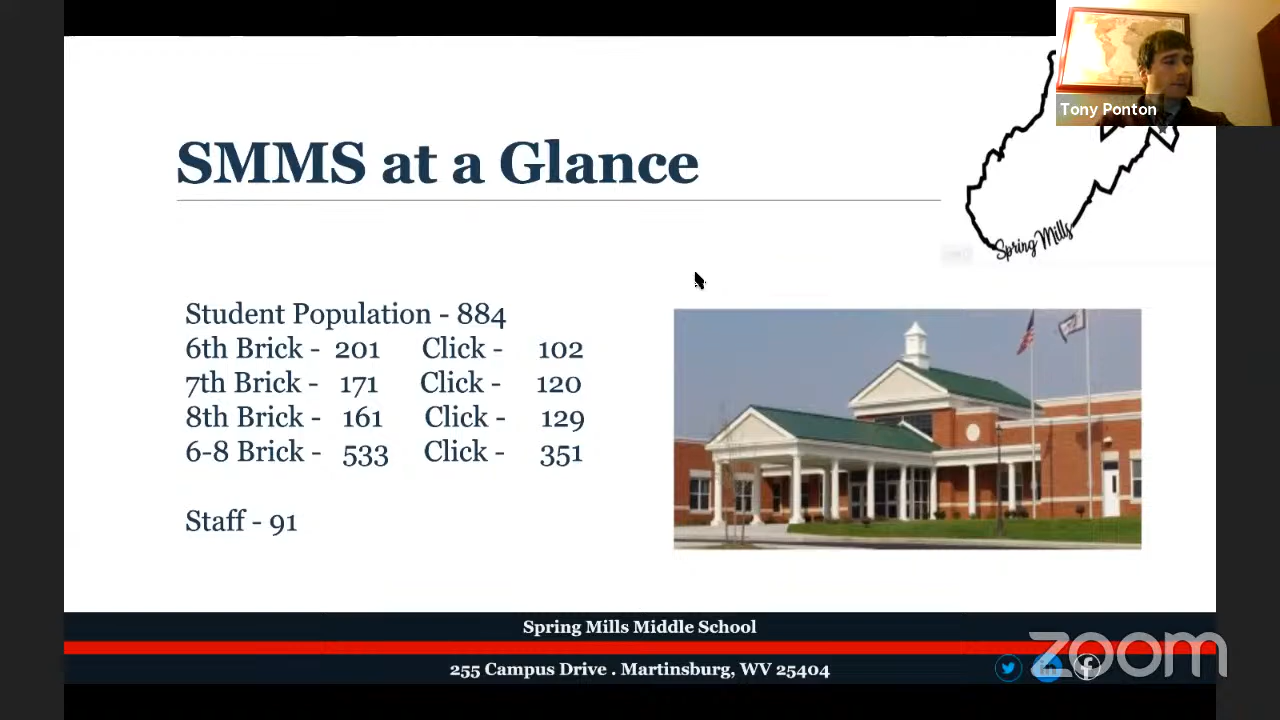 Tony Ponton
SMMS at a Glance
Spring Mills
Student Population - 884
6th Brick - 201 Click - 102
7th Brick - 171 Click - 120
8th Brick - 161 Click - 129
6-8 Brick - 533 Click - 351
Staff - 91
Spring Mills Middle School
255 Campus Drive . Martinsburg, WV 25404
zoom